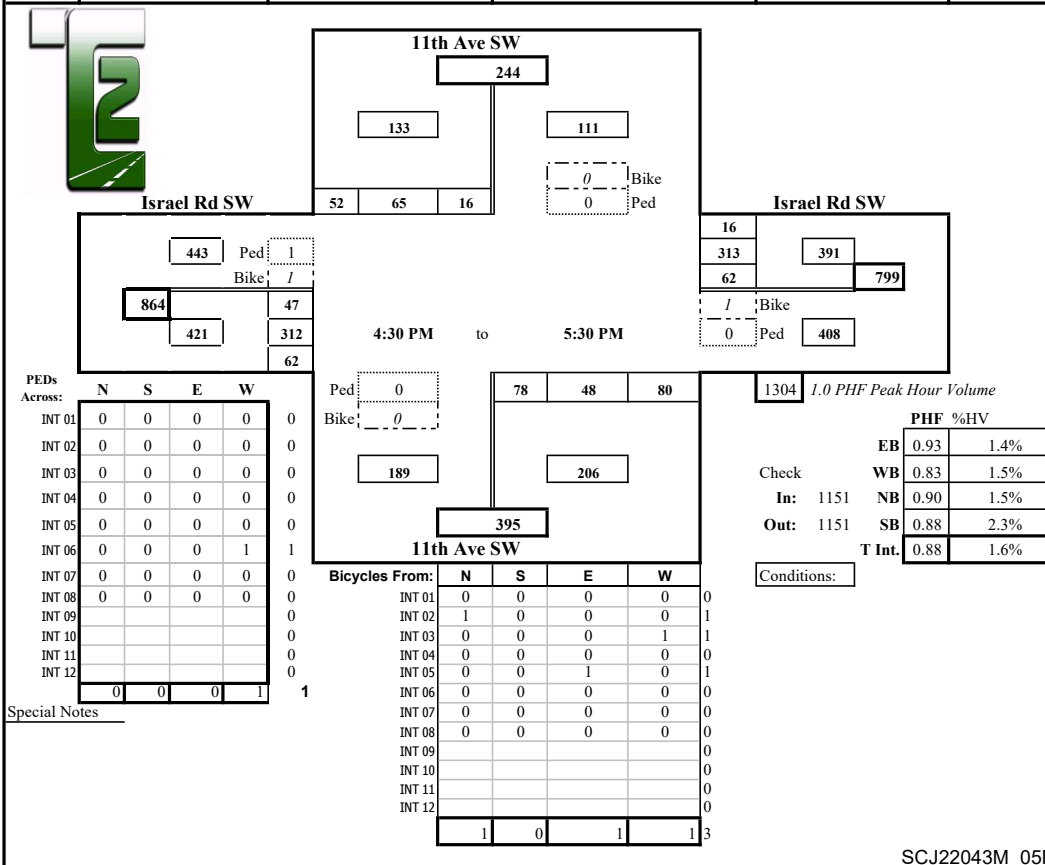 T2
11th Ave SW
244
133 111
0 Bike
52 65 16 0 Ped
Israel Rd SW Israel Rd SW
16
443 Ped 1 313 391
Bike 1 62 799
864 47 1 Bike
421 312 4:30 PM to 5:30 PM 0 Ped 408
62
PEDs Across: N S E W
Ped 0 78 48 80 1304 1.0 PHF Peak Hour Volume
Bike 0
PHF %HV
INT 01 0 0 0 0 0
INT 02 0 0 0 0 0
INT 03 0 0 0 0 0
INT 04 0 0 0 0 0
INT 05 0 0 0 0 0
INT 06 0 0 0 1 1
INT 07 0 0 0 0 0
INT 08 0 0 0 0 0
INT 09 0
INT 10 0
INT 11 0
INT 12 0
0 0 0 1 1
Special Notes
189 206
395
11th Ave SW
EB 0.93 1.4%
Check WB 0.83 1.5%
In: 1151 NB 0.90 1.5%
Out: 1151 SB 0.88 2.3%
T Int. 0.88 1.6%
Conditions:
Bicycles From: N S E W
INT 01 0 0 0 0 0
INT 02 1 0 0 0 1
INT 03 0 0 0 1 1
INT 04 0 0 0 0 0
INT 05 0 0 1 0 1
INT 06 0 0 0 0 0
INT 07 0 0 0 0 0
INT 08 0 0 0 0 0
INT 09 0
INT 10 0
INT 11 0
INT 12 0
1 0 1 1 3